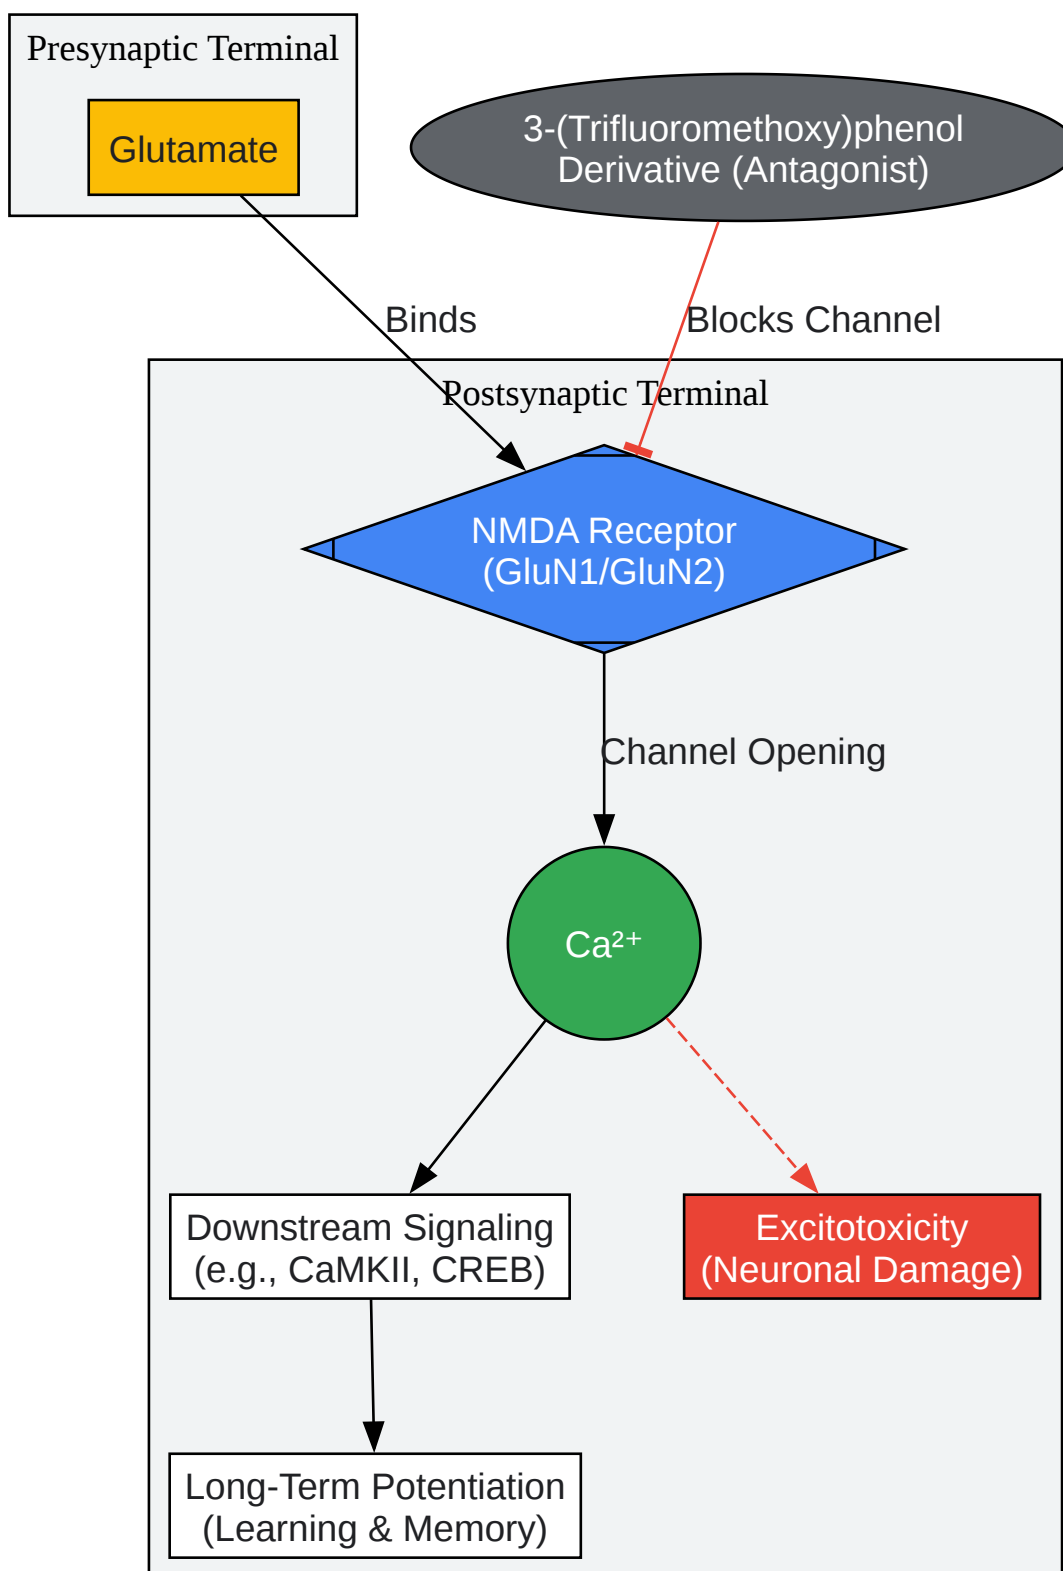 Presynaptic Terminal
Glutamate
3-(Trifluoromethoxy)phenol
Derivative (Antagonist)
Binds
Blocks Channel
Postsynaptic Terminal
NMDA Receptor
(GluN1/GluN2)
Channel Opening
Ca²⁺
Downstream Signaling
(e.g., CaMKII, CREB)
Excitotoxicity
(Neuronal Damage)
Long-Term Potentiation
(Learning & Memory)